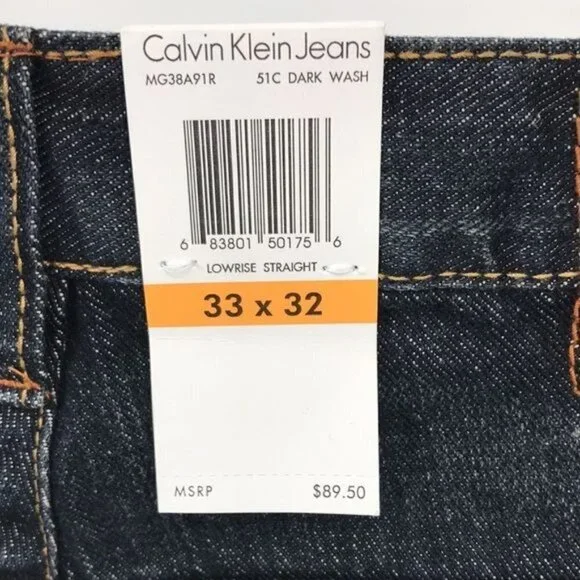 Calvin Klein Jeans
MG38A91R 51C DARK WASH
6 83801 50175 6
LOWRISE STRAIGHT
33 x 32
MSRP $89.50